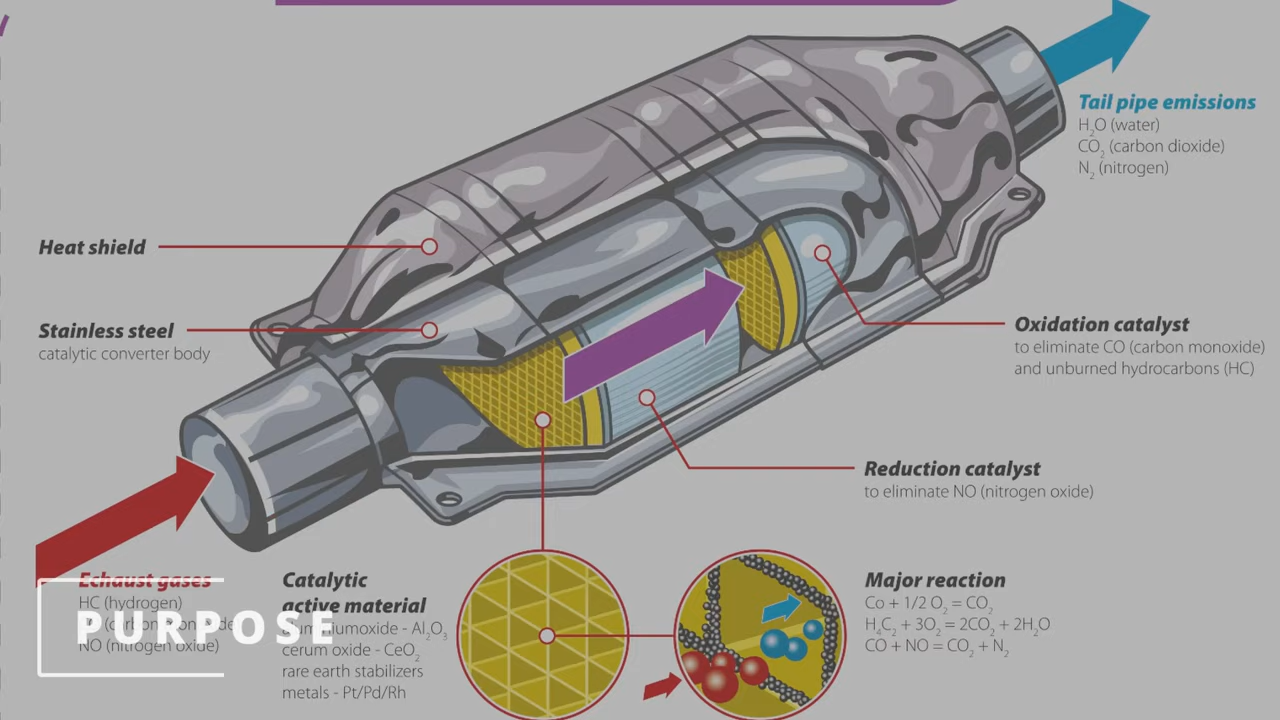 Tail pipe emissions
H₂O (water)
CO₂ (carbon dioxide)
N₂ (nitrogen)
Heat shield
Stainless steel
catalytic converter body
Oxidation catalyst
to eliminate CO (carbon monoxide)
and unburned hydrocarbons (HC)
Reduction catalyst
to eliminate NO (nitrogen oxide)
Exhaust gases
HC (hydrogen)
NO (nitrogen oxide)
PURPOSE
Catalytic
active material
- Al₂O₃
cerum oxide - CeO₂
rare earth stabilizers
metals - Pt/Pd/Rh
Major reaction
Co + 1/2 O₂ = CO₂
H₄C₂ + 3O₂ = 2CO₂ + 2H₂O
CO + NO = CO₂ + N₂